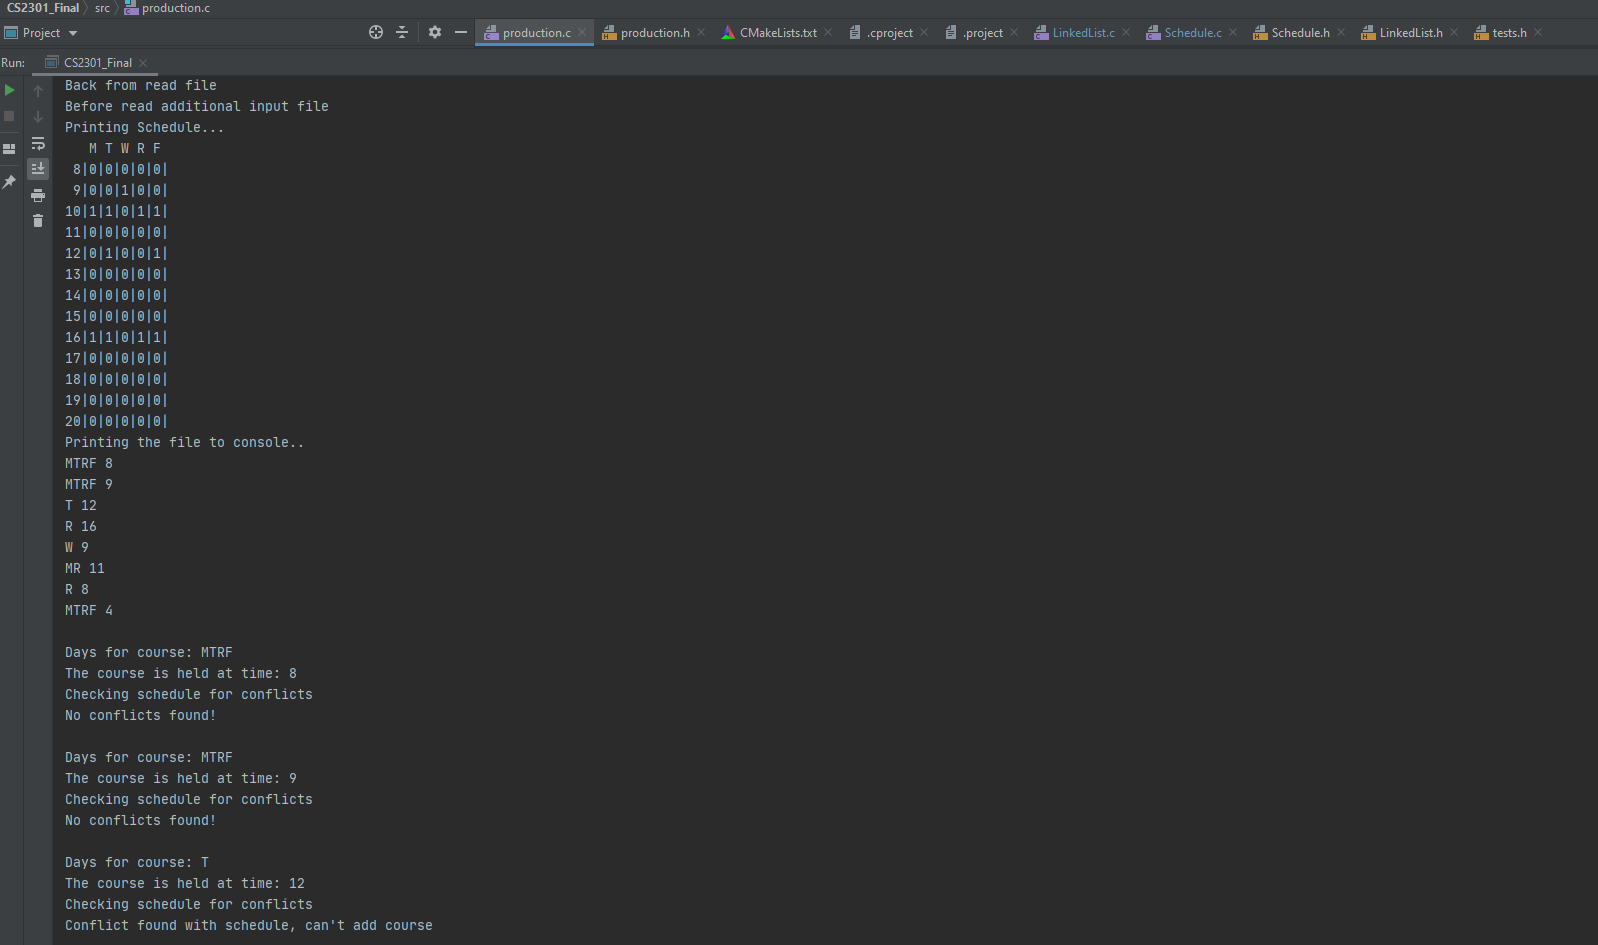 CS2301_Final src production.c
Project production.c production.h CMakeLists.txt .cproject .project LinkedList.c Schedule.c Schedule.h LinkedList.h tests.h
Run: CS2301_Final
Back from read file
Before read additional input file
Printing Schedule...
   M T W R F
 8|0|0|0|0|0|
 9|0|0|1|0|0|
10|1|1|0|1|1|
11|0|0|0|0|0|
12|0|1|0|0|1|
13|0|0|0|0|0|
14|0|0|0|0|0|
15|0|0|0|0|0|
16|1|1|0|1|1|
17|0|0|0|0|0|
18|0|0|0|0|0|
19|0|0|0|0|0|
20|0|0|0|0|0|
Printing the file to console..
MTRF 8
MTRF 9
T 12
R 16
W 9
MR 11
R 8
MTRF 4
Days for course: MTRF
The course is held at time: 8
Checking schedule for conflicts
No conflicts found!
Days for course: MTRF
The course is held at time: 9
Checking schedule for conflicts
No conflicts found!
Days for course: T
The course is held at time: 12
Checking schedule for conflicts
Conflict found with schedule, can't add course